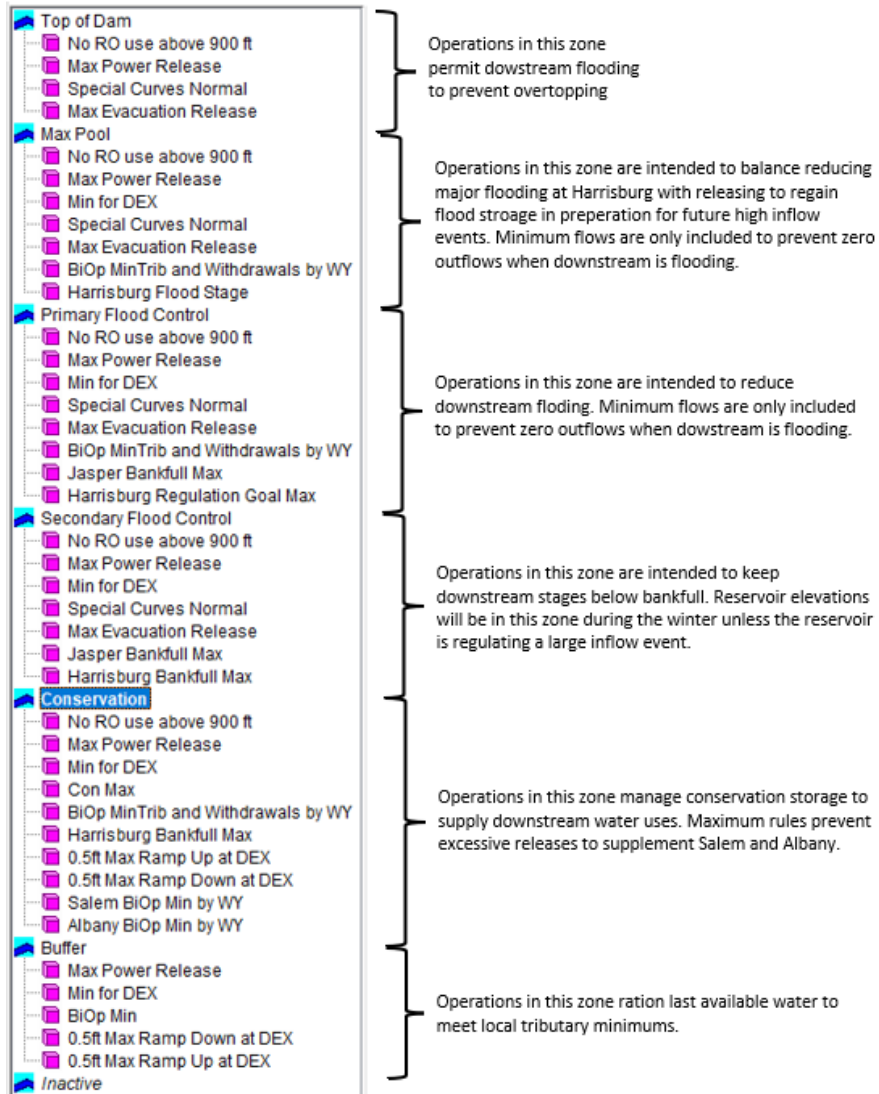 Top of Dam
No RO use above 900 ft
Max Power Release
Special Curves Normal
Max Evacuation Release
Operations in this zone
permit dowstream flooding
to prevent overtopping
Max Pool
No RO use above 900 ft
Max Power Release
Min for DEX
Special Curves Normal
Max Evacuation Release
BiOp MinTrib and Withdrawals by WY
Harrisburg Flood Stage
Operations in this zone are intended to balance reducing
major flooding at Harrisburg with releasing to regain
flood stroage in preperation for future high inflow
events. Minimum flows are only included to prevent zero
outflows when downstream is flooding.
Primary Flood Control
No RO use above 900 ft
Max Power Release
Min for DEX
Special Curves Normal
Max Evacuation Release
BiOp MinTrib and Withdrawals by WY
Jasper Bankfull Max
Harrisburg Regulation Goal Max
Operations in this zone are intended to reduce
downstream floding. Minimum flows are only included
to prevent zero outflows when dowstream is flooding.
Secondary Flood Control
No RO use above 900 ft
Max Power Release
Min for DEX
Special Curves Normal
Max Evacuation Release
Jasper Bankfull Max
Harrisburg Bankfull Max
Operations in this zone are intended to keep
downstream stages below bankfull. Reservoir elevations
will be in this zone during the winter unless the reservoir
is regulating a large inflow event.
Conservation
No RO use above 900 ft
Max Power Release
Min for DEX
Con Max
BiOp MinTrib and Withdrawals by WY
Harrisburg Bankfull Max
0.5ft Max Ramp Up at DEX
0.5ft Max Ramp Down at DEX
Salem BiOp Min by WY
Albany BiOp Min by WY
Operations in this zone manage conservation storage to
supply downstream water uses. Maximum rules prevent
excessive releases to supplement Salem and Albany.
Buffer
Max Power Release
Min for DEX
BiOp Min
0.5ft Max Ramp Down at DEX
0.5ft Max Ramp Up at DEX
Operations in this zone ration last available water to
meet local tributary minimums.
Inactive